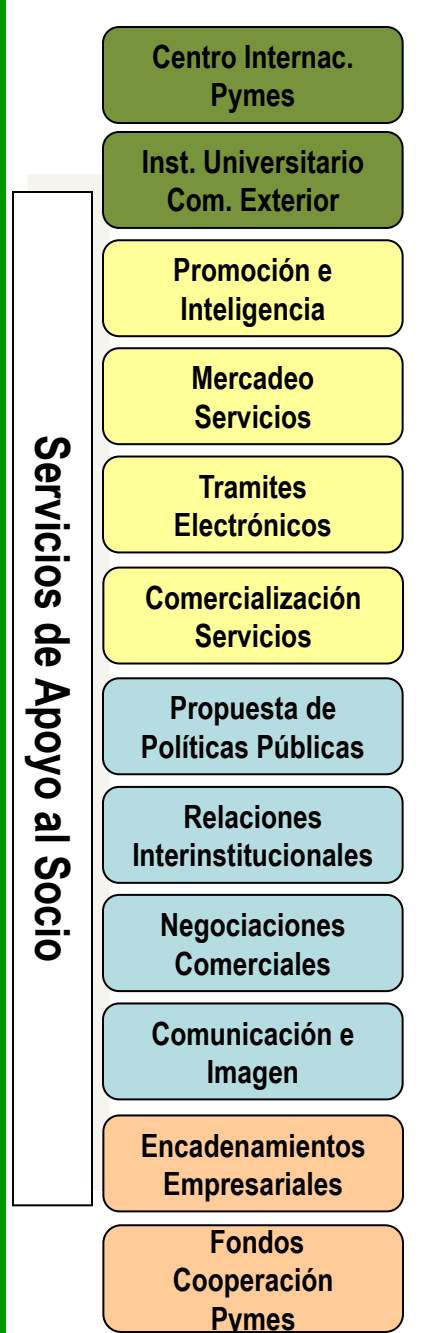 Centro Internac.
Pymes
Inst. Universitario
Com. Exterior
Promoción e
Inteligencia
Mercadeo
Servicios
Tramites
Electrónicos
Comercialización
Servicios
Propuesta de
Políticas Públicas
Relaciones
Interinstitucionales
Negociaciones
Comerciales
Comunicación e
Imagen
Encadenamientos
Empresariales
Fondos
Cooperación
Pymes
Servicios de Apoyo al Socio